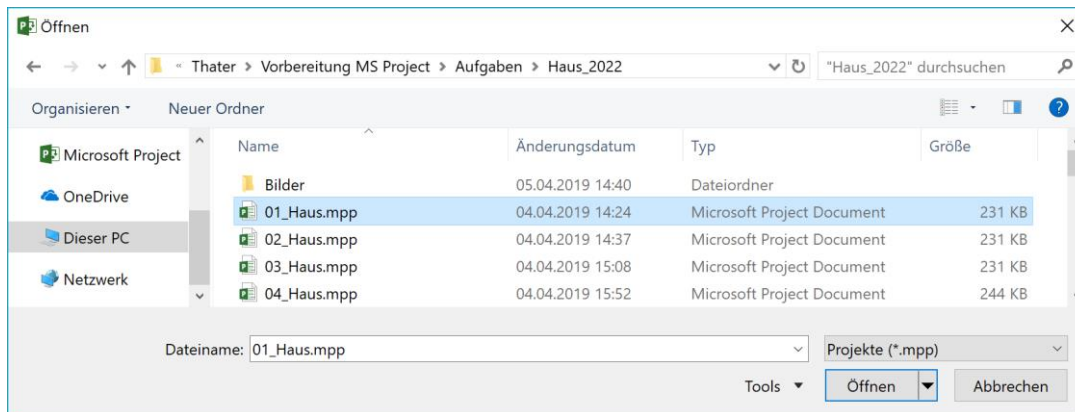 Öffnen
« Thater > Vorbereitung MS Project > Aufgaben > Haus_2022
"Haus_2022" durchsuchen
Organisieren
Neuer Ordner
?
Microsoft Project
OneDrive
Dieser PC
Netzwerk
Name Änderungsdatum Typ Größe
Bilder 05.04.2019 14:40 Dateiordner
01_Haus.mpp 04.04.2019 14:24 Microsoft Project Document 231 KB
02_Haus.mpp 04.04.2019 14:37 Microsoft Project Document 231 KB
03_Haus.mpp 04.04.2019 15:08 Microsoft Project Document 231 KB
04_Haus.mpp 04.04.2019 15:52 Microsoft Project Document 244 KB
Dateiname: 01_Haus.mpp
Projekte (*.mpp)
Tools
Öffnen
Abbrechen